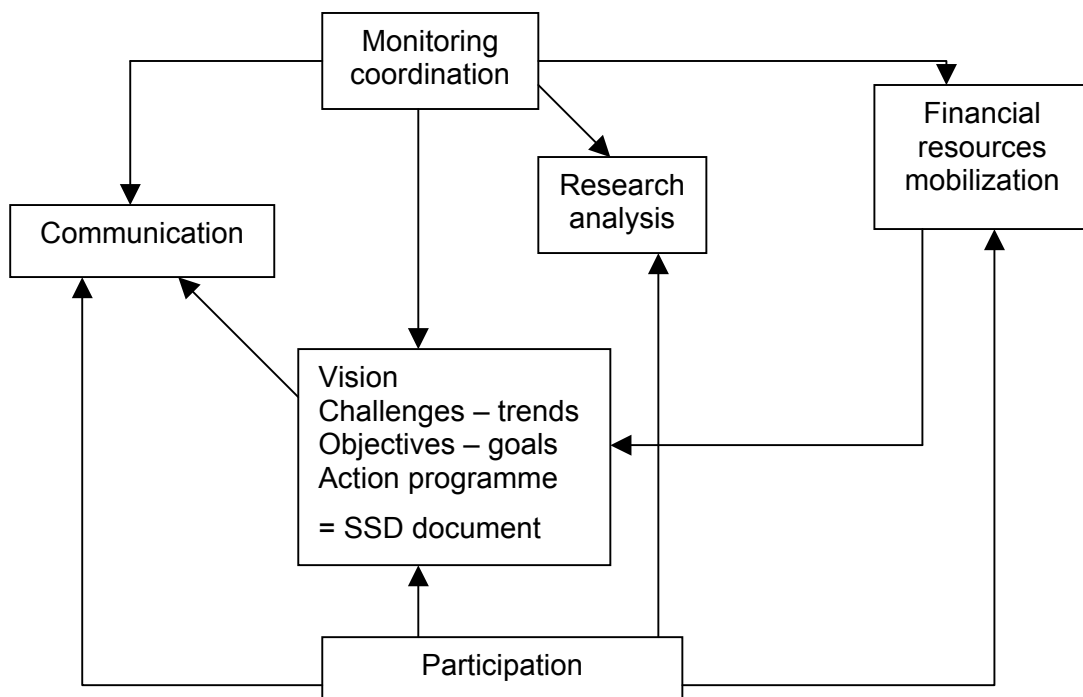 Monitoring
coordination
Financial
resources
mobilization
Research
analysis
Communication
Vision
Challenges – trends
Objectives – goals
Action programme
= SSD document
Participation